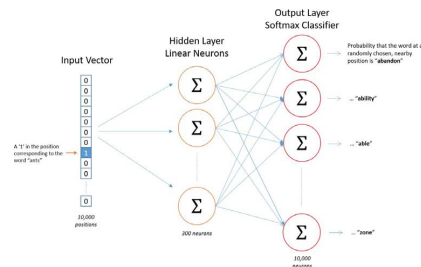 Output Layer
Softmax Classifier
Hidden Layer
Linear Neurons
Input Vector
Probability that the word at a
randomly chosen, nearby
position is "abandon"
0
0
0
0
0
0
A '1' in the position
corresponding to the
word "ants"
1
0
0
0
10,000
positions
Σ
Σ
Σ
300 neurons
Σ
Σ
Σ
Σ
10,000
neurons
... "ability"
... "able"
... "zone"